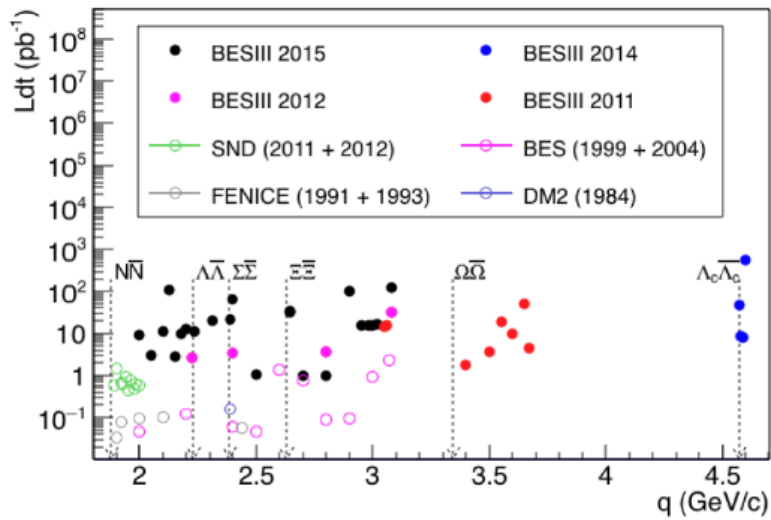 Ldt (pb⁻¹)
10⁸
10⁷
10⁶
10⁵
10⁴
10³
10²
10
1
10⁻¹
BESIII 2015
BESIII 2014
BESIII 2012
BESIII 2011
SND (2011 + 2012)
BES (1999 + 2004)
FENICE (1991 + 1993)
DM2 (1984)
NN̅
ΛΛ̅
ΣΣ̅
ΞΞ̅
ΩΩ̅
Λ_cΛ̅_c
2 2.5 3 3.5 4 4.5
q (GeV/c)